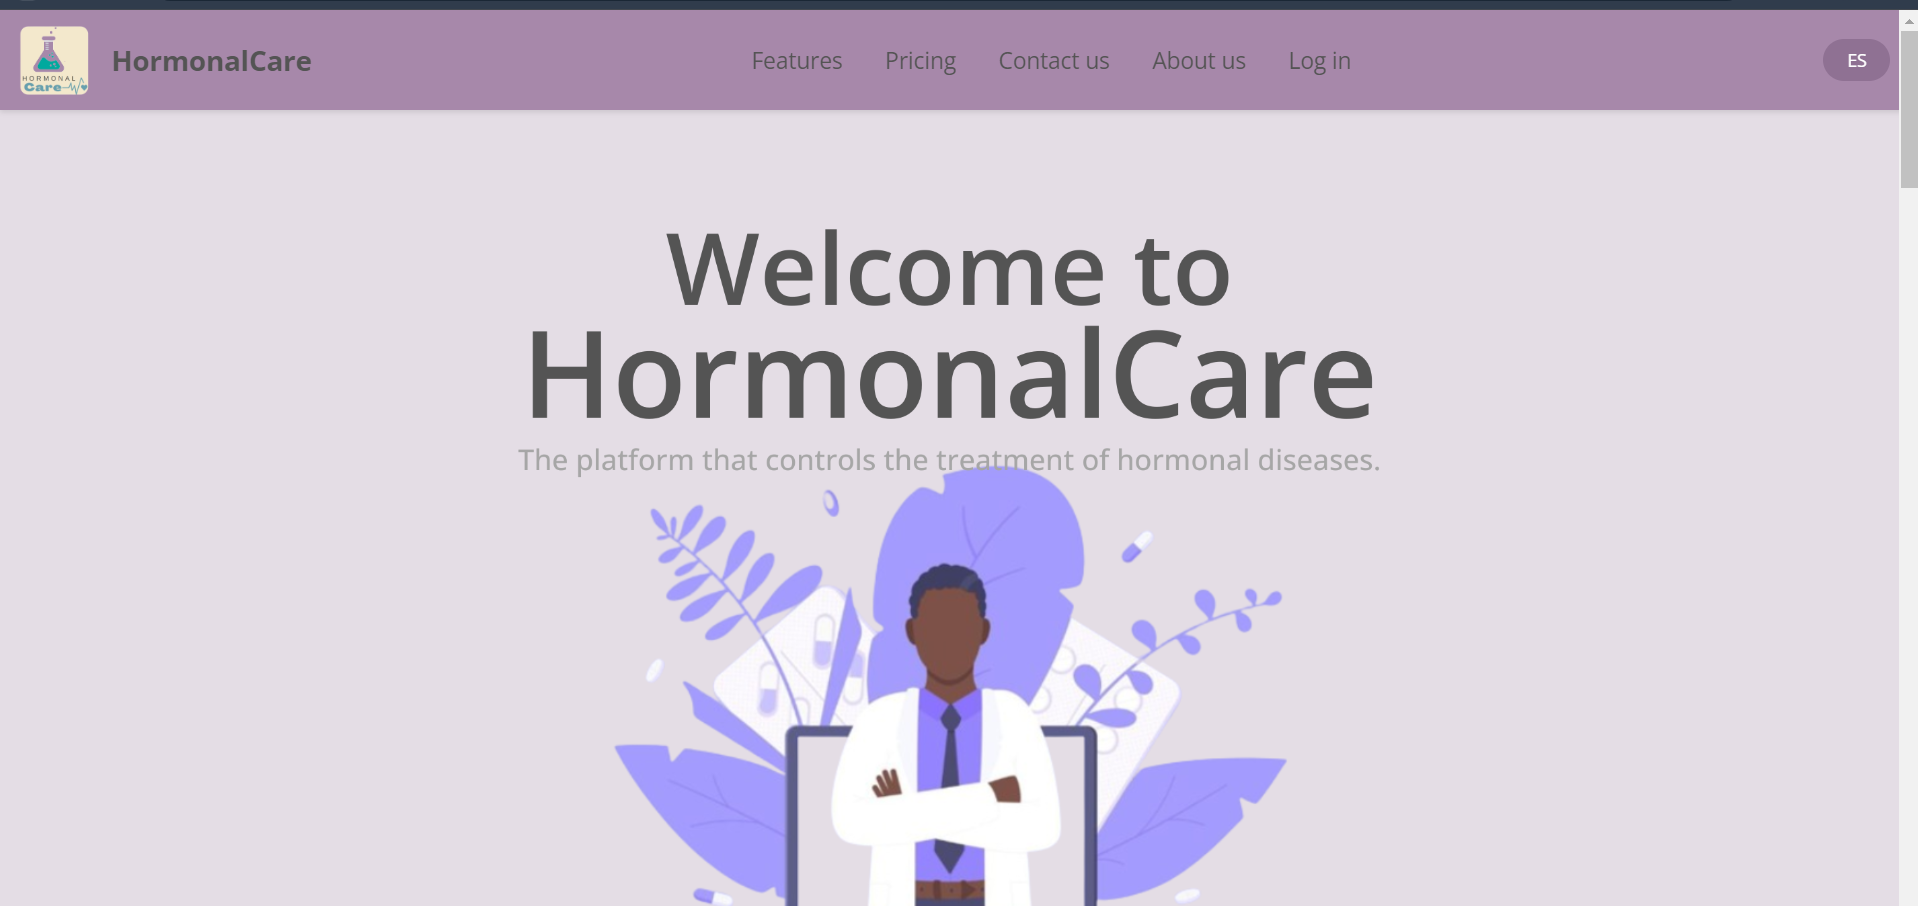 HORMONAL
Care
HormonalCare
Features
Pricing
Contact us
About us
Log in
ES
Welcome to
HormonalCare
The platform that controls the treatment of hormonal diseases.